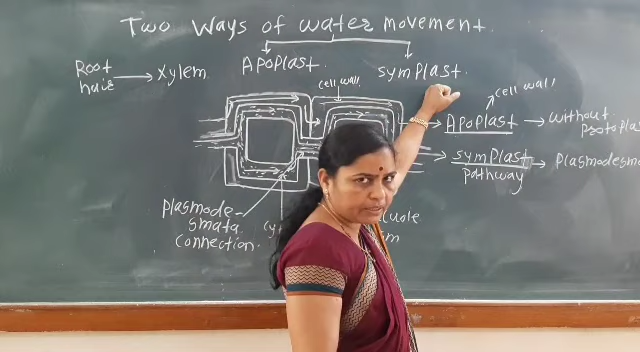 Two Ways of water movement
Root hair → Xylem
APoPlast
symPlast
cell wall
APoPlast → without
cell wall
symPlast pathway → Plasmodesm
Plasmode-
smata
connection